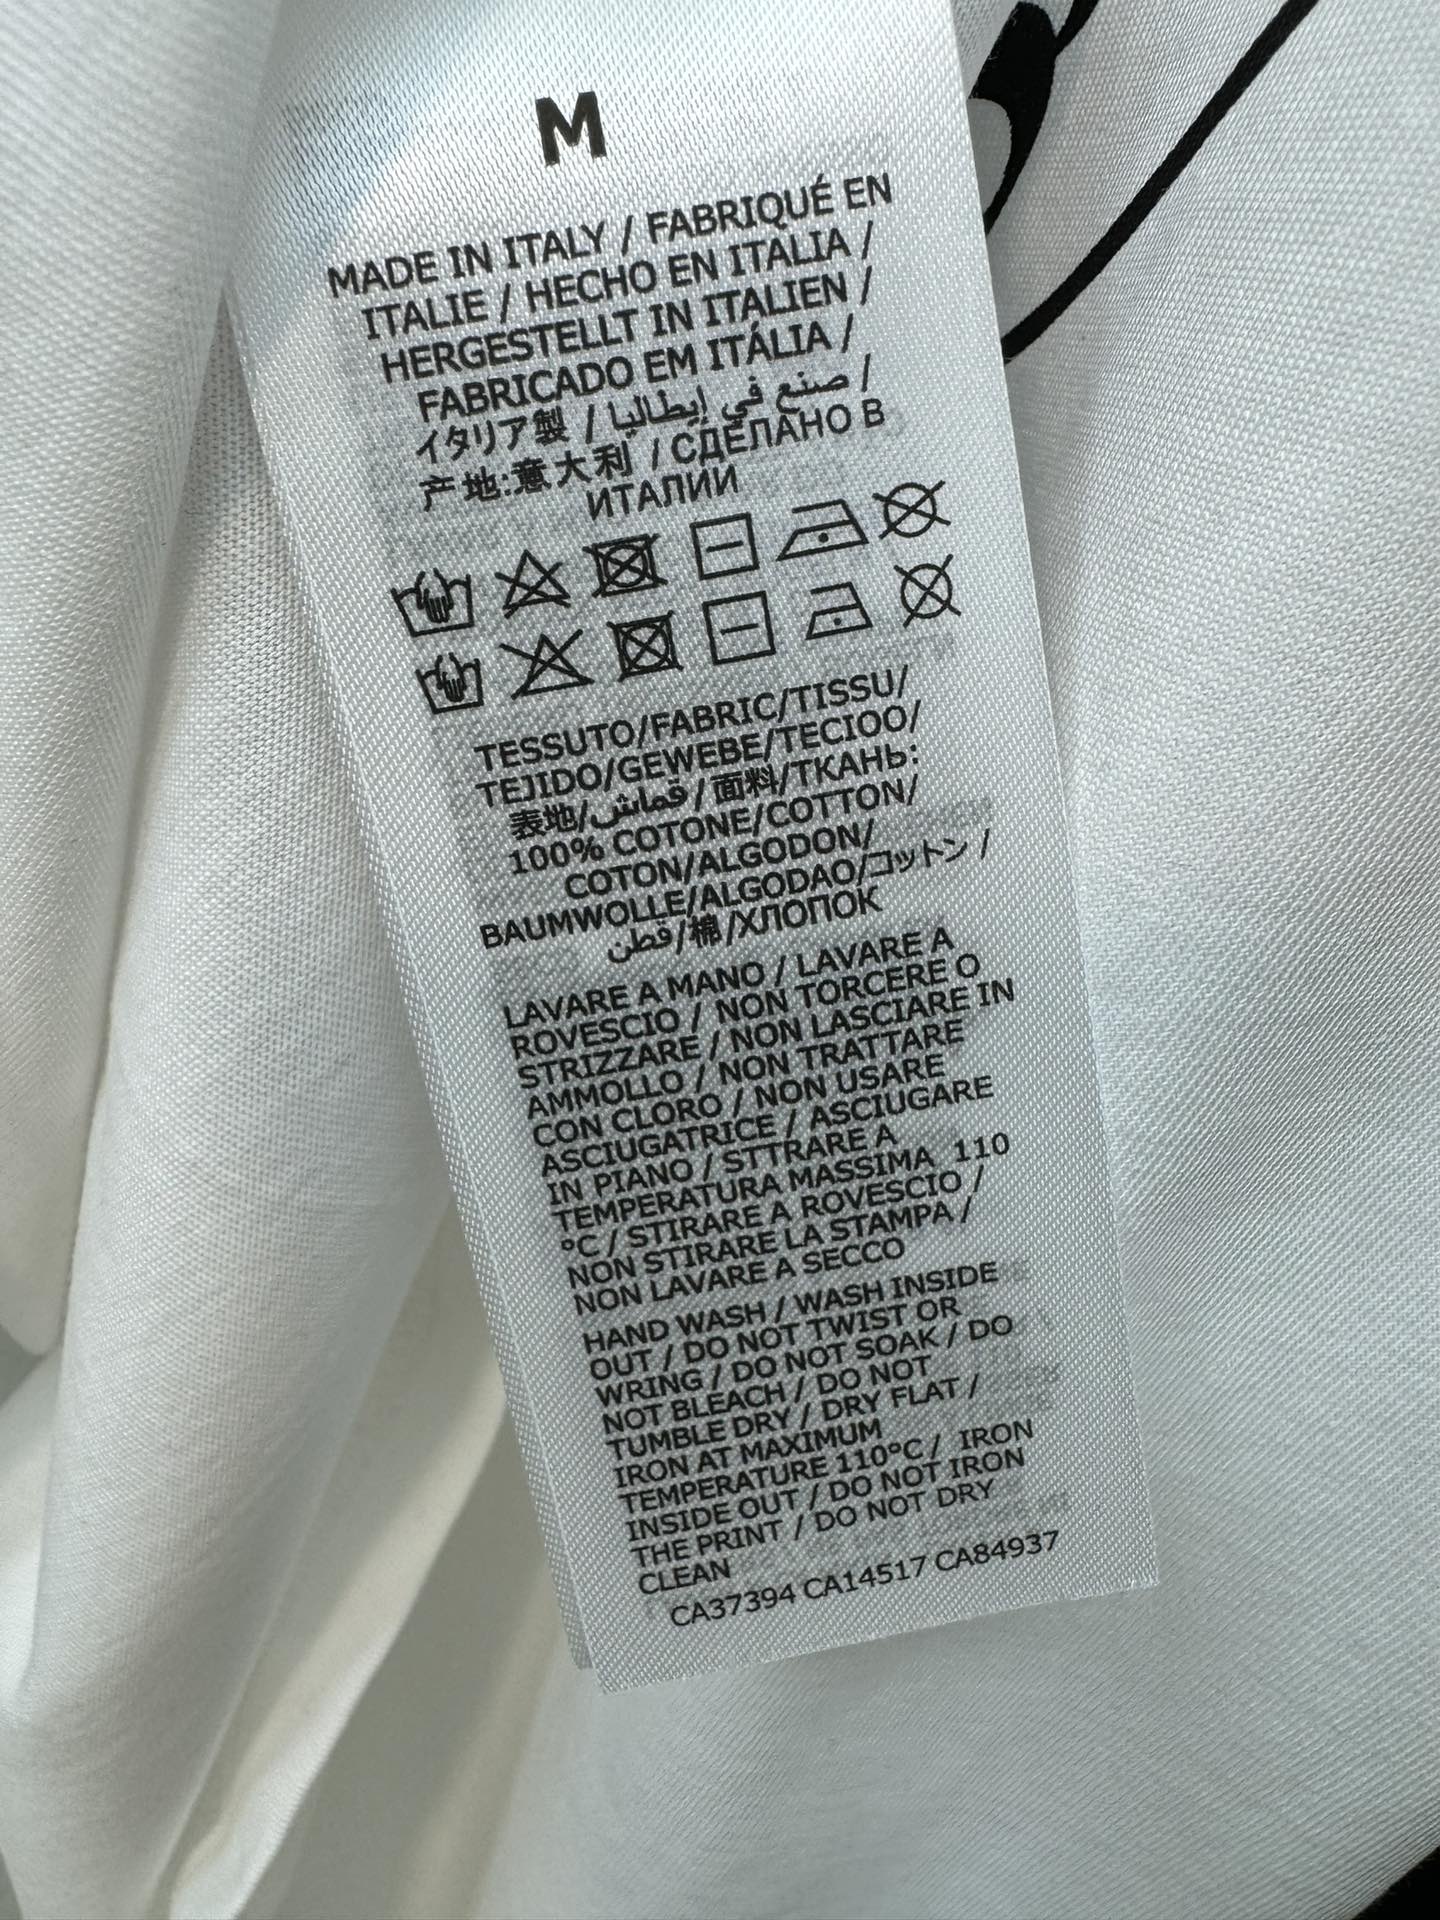 M
MADE IN ITALY / FABRIQUÉ EN
ITALIE / HECHO EN ITALIA /
HERGESTELLT IN ITALIEN /
FABRICADO EM ITÁLIA /
イタリア製 / صنع في إيطاليا /
产地:意大利 / СДЕЛАНО В
ИТАЛИИ
TESSUTO/FABRIC/TISSU/
TEJIDO/GEWEBE/TECIOO/
表地/قماش/面料/ТКАНЬ:
100% COTONE/COTTON/
COTON/ALGODON/
BAUMWOLLE/ALGODAO/コットン /
قطن/棉/ХЛОПОК
LAVARE A MANO / LAVARE A
ROVESCIO / NON TORCERE O
STRIZZARE / NON LASCIARE IN
AMMOLLO / NON TRATTARE
CON CLORO / NON USARE
ASCIUGATRICE / ASCIUGARE
IN PIANO / STTRARE A
TEMPERATURA MASSIMA 110
°C / STIRARE A ROVESCIO /
NON STIRARE LA STAMPA /
NON LAVARE A SECCO
HAND WASH / WASH INSIDE
OUT / DO NOT TWIST OR
WRING / DO NOT SOAK / DO
NOT BLEACH / DO NOT
TUMBLE DRY / DRY FLAT /
IRON AT MAXIMUM
TEMPERATURE 110°C / IRON
INSIDE OUT / DO NOT IRON
THE PRINT / DO NOT DRY
CLEAN
CA37394 CA14517 CA84937